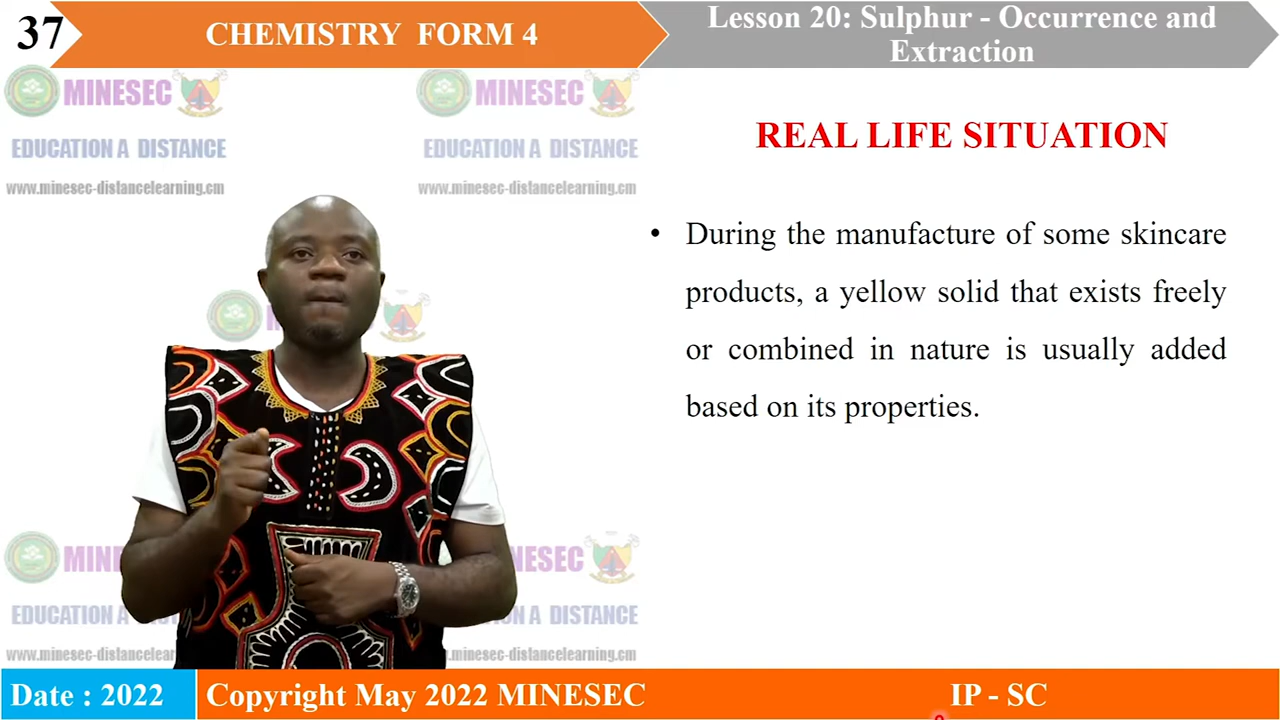 37
CHEMISTRY FORM 4
Lesson 20: Sulphur - Occurrence and
Extraction
MINESEC
EDUCATION A DISTANCE
www.minesec-distancelearning.cm
MINESEC
EDUCATION A DISTANCE
www.minesec-distancelearning.cm
REAL LIFE SITUATION
• During the manufacture of some skincare
products, a yellow solid that exists freely
or combined in nature is usually added
based on its properties.
MINESEC
EDUCATION A DISTANCE
www.minesec-distancelearning.cm
Date : 2022
Copyright May 2022 MINESEC
IP - SC